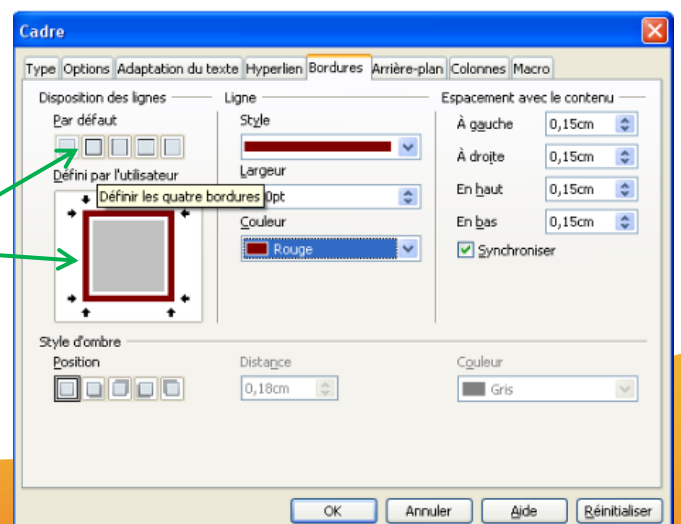 Cadre
Type Options Adaptation du texte Hyperlien Bordures Arrière-plan Colonnes Macro
Disposition des lignes Ligne Espacement avec le contenu
Par défaut Style À gauche 0,15cm
À droite 0,15cm
Défini par l'utilisateur Largeur
Définir les quatre bordures 0pt En haut 0,15cm
Couleur En bas 0,15cm
Rouge Synchroniser
Style d'ombre
Position Distance Couleur
0,18cm Gris
OK Annuler Aide Réinitialiser